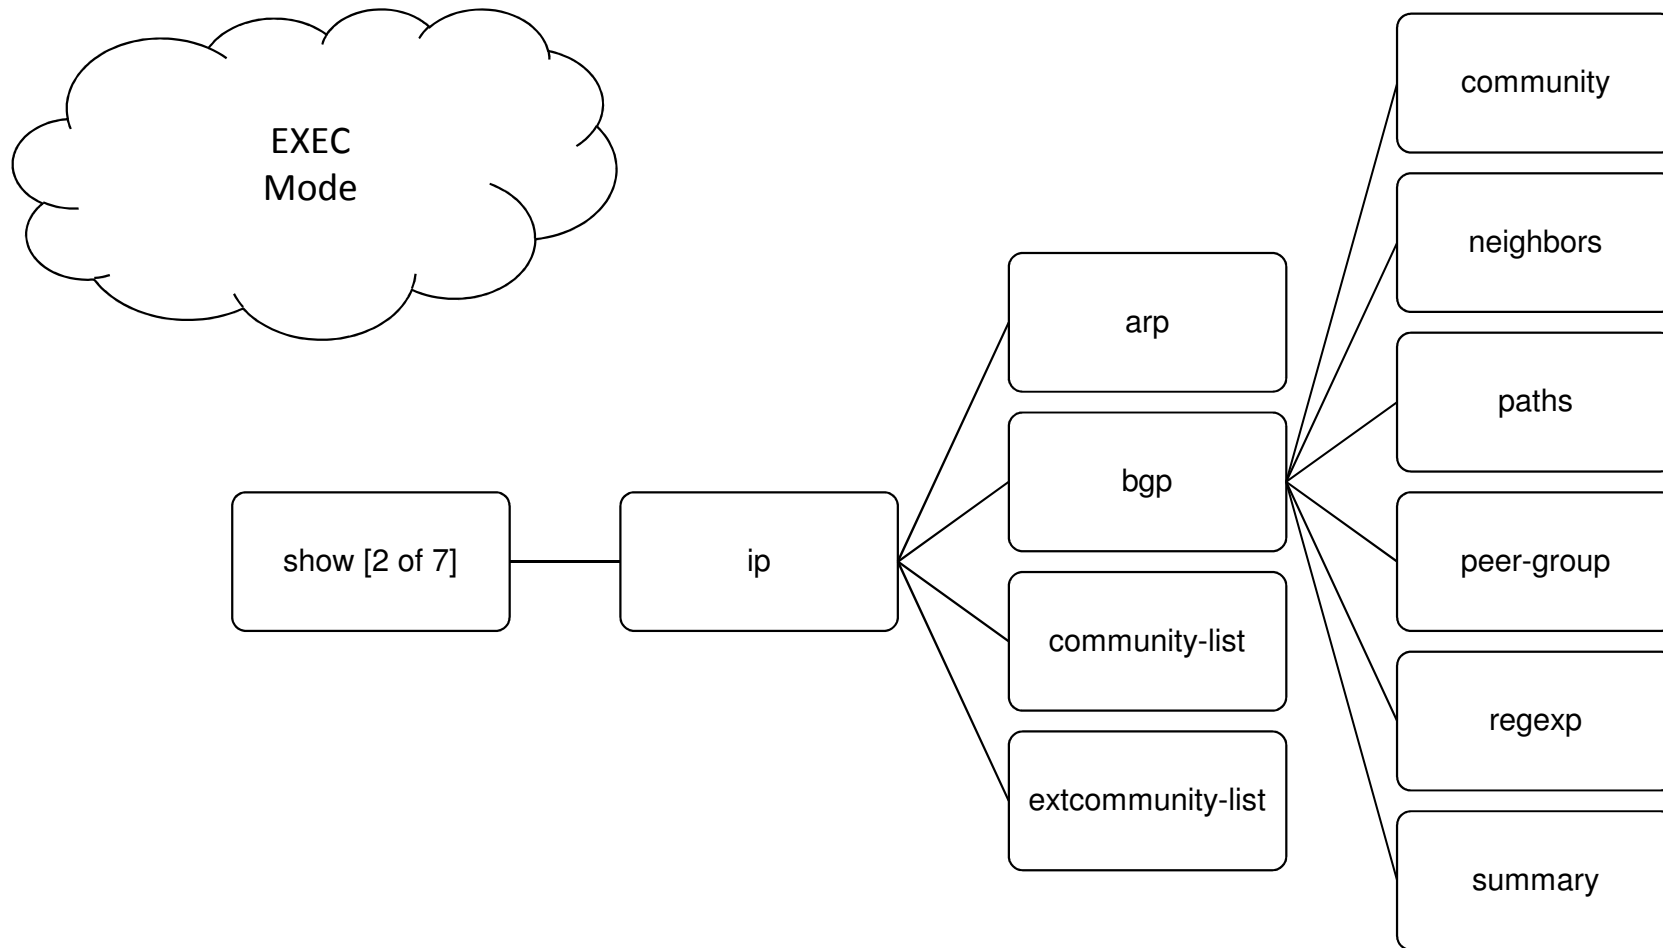 EXEC
Mode
show [2 of 7]
ip
arp
bgp
community-list
extcommunity-list
community
neighbors
paths
peer-group
regexp
summary